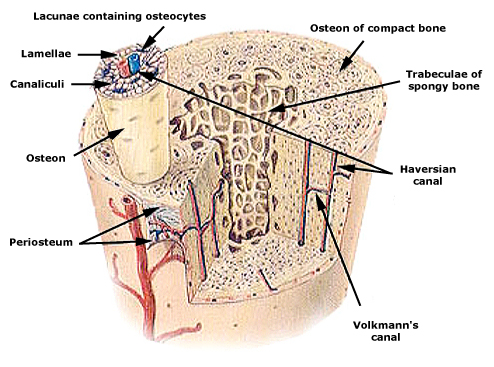 Lacunae containing osteocytes
Lamellae
Canaliculi
Osteon
Periosteum
Osteon of compact bone
Trabeculae of
spongy bone
Haversian
canal
Volkmann's
canal